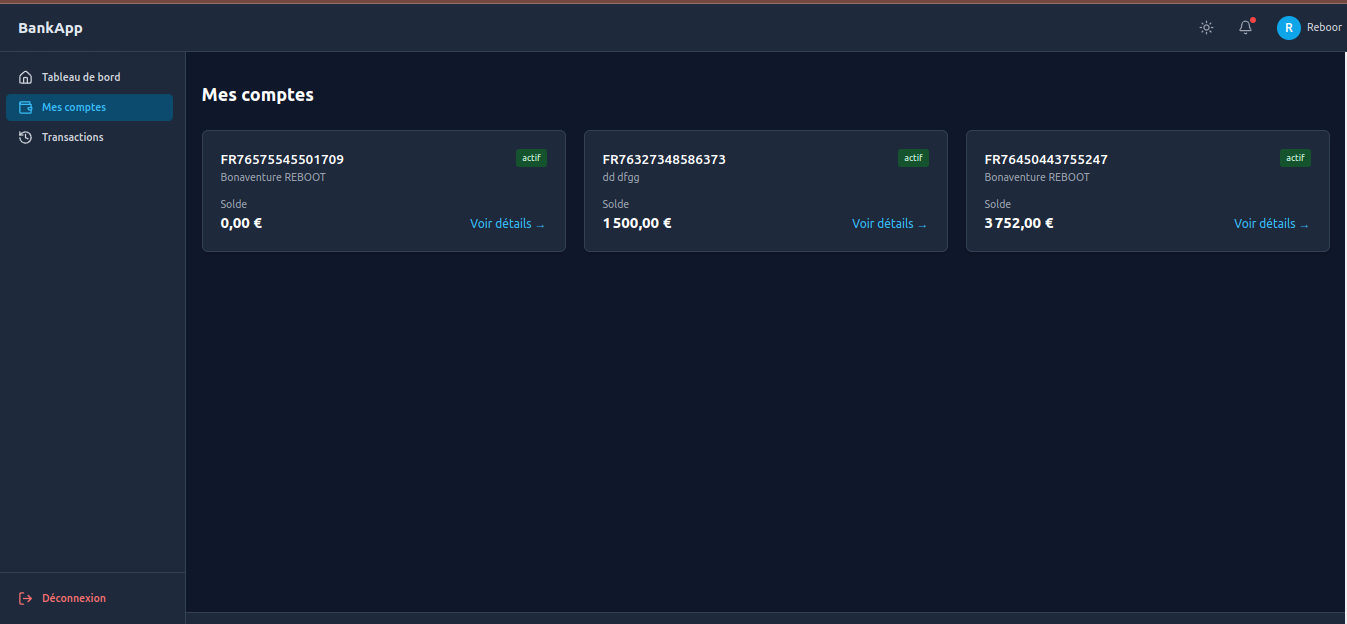 BankApp
R Reboor
Tableau de bord
Mes comptes
Transactions
Déconnexion
Mes comptes
FR76575545501709 actif
Bonaventure REBOOT
Solde
0,00 € Voir détails →
FR76327348586373 actif
dd dfgg
Solde
1 500,00 € Voir détails →
FR76450443755247 actif
Bonaventure REBOOT
Solde
3 752,00 € Voir détails →